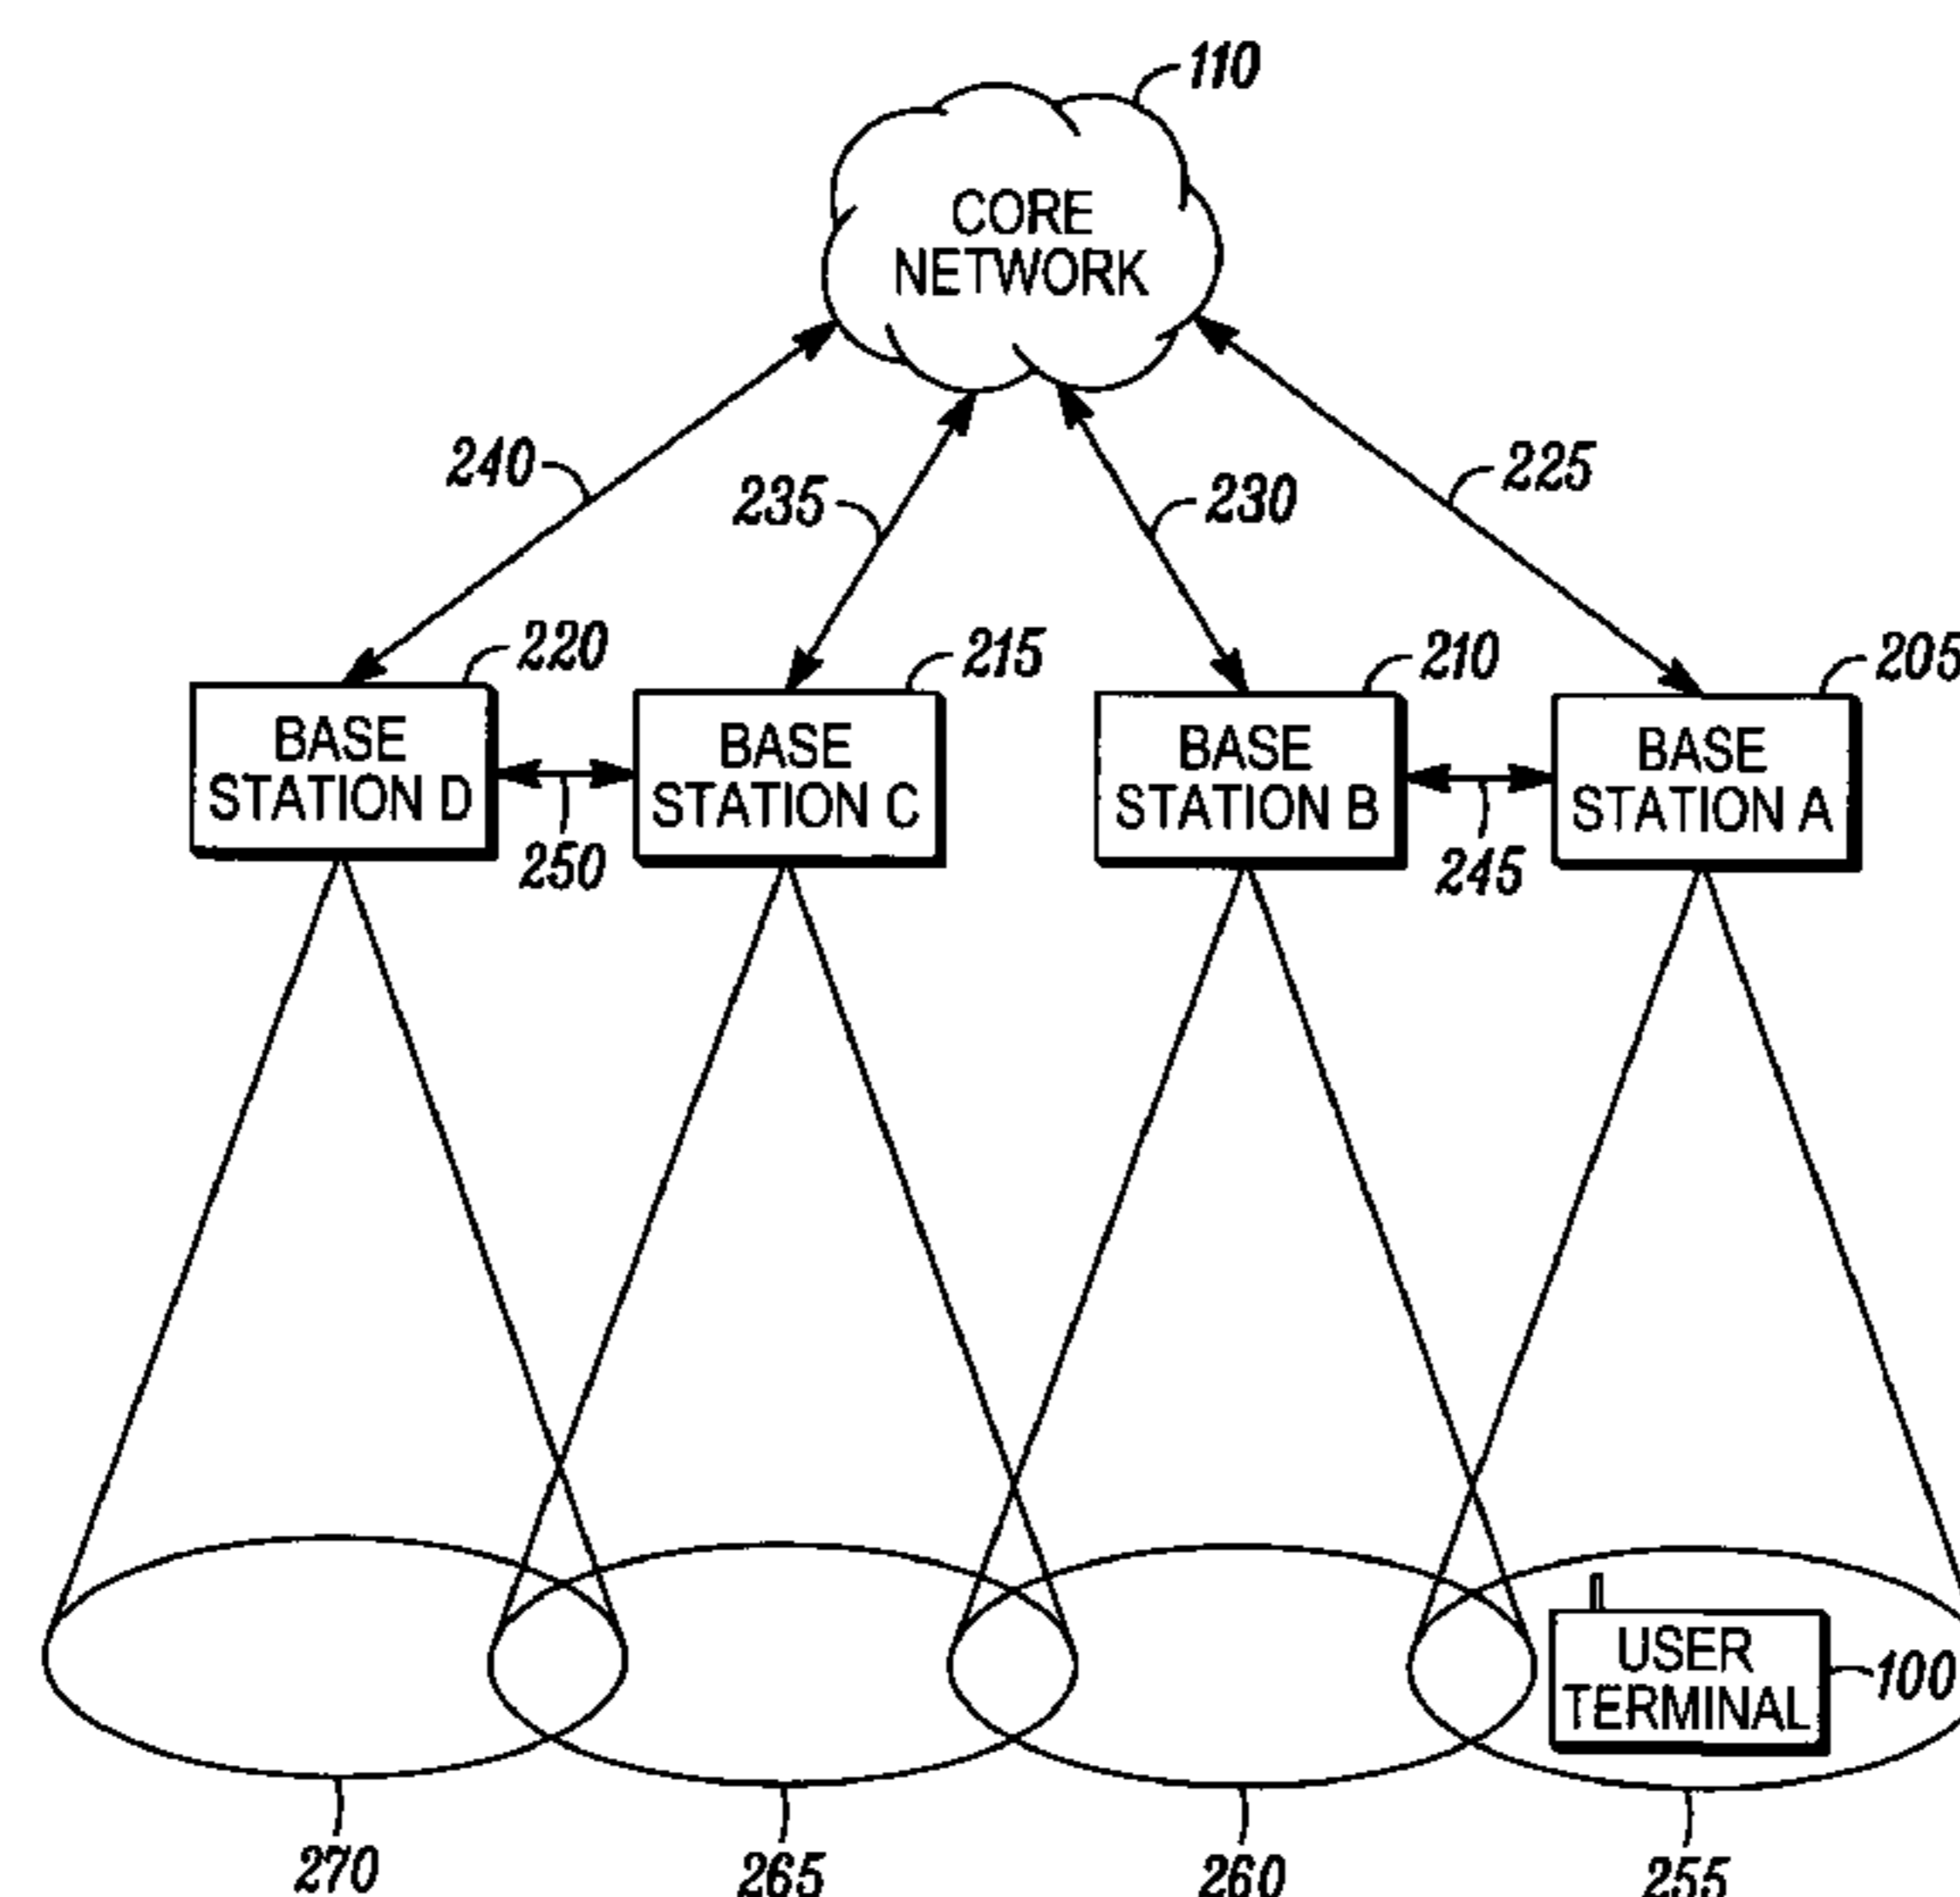 110
CORE
NETWORK
240
235
230
225
220
215
210
205
BASE
STATION D
BASE
STATION C
BASE
STATION B
BASE
STATION A
250
245
USER
TERMINAL
100
270
265
260
255